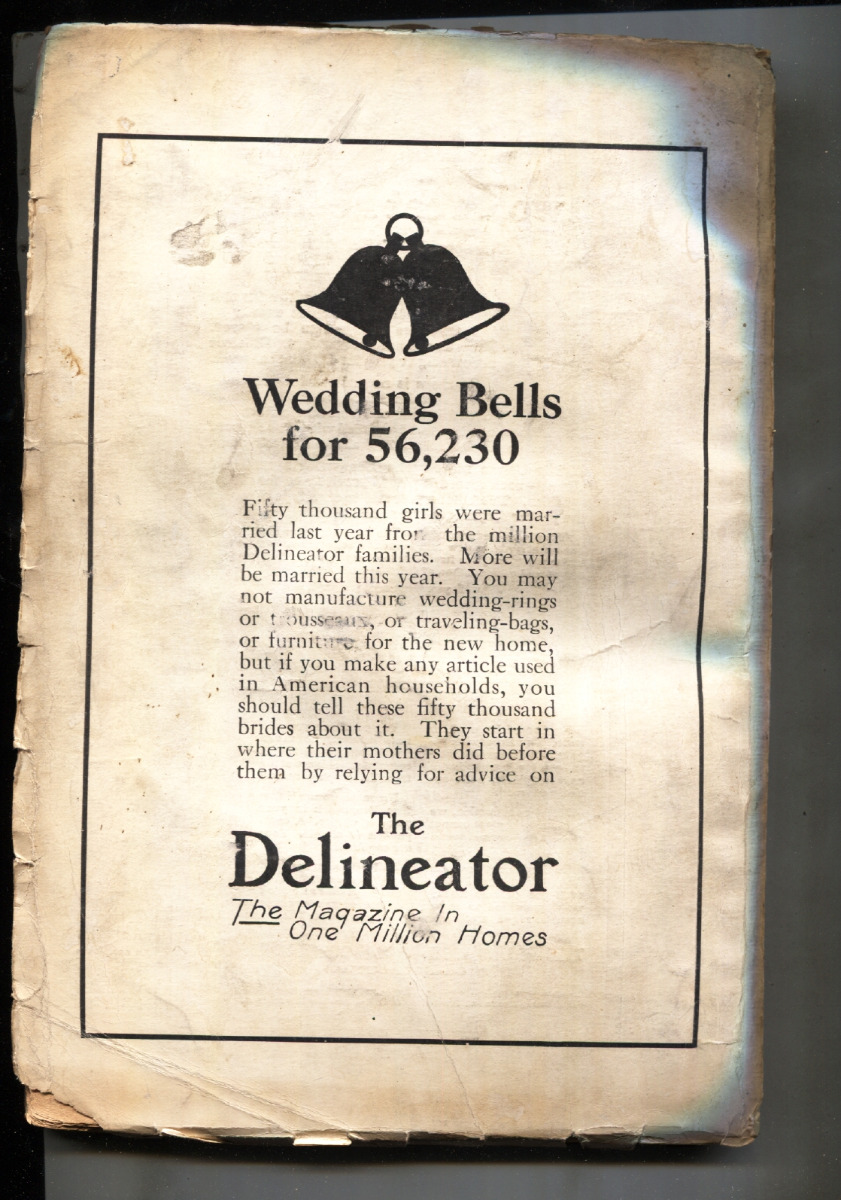 Wedding Bells
for 56,230
Fifty thousand girls were mar-
ried last year from the million
Delineator families. More will
be married this year. You may
not manufacture wedding-rings
or trousseaux, or traveling-bags,
or furniture for the new home,
but if you make any article used
in American households, you
should tell these fifty thousand
brides about it. They start in
where their mothers did before
them by relying for advice on
The
Delineator
The Magazine In
One Million Homes